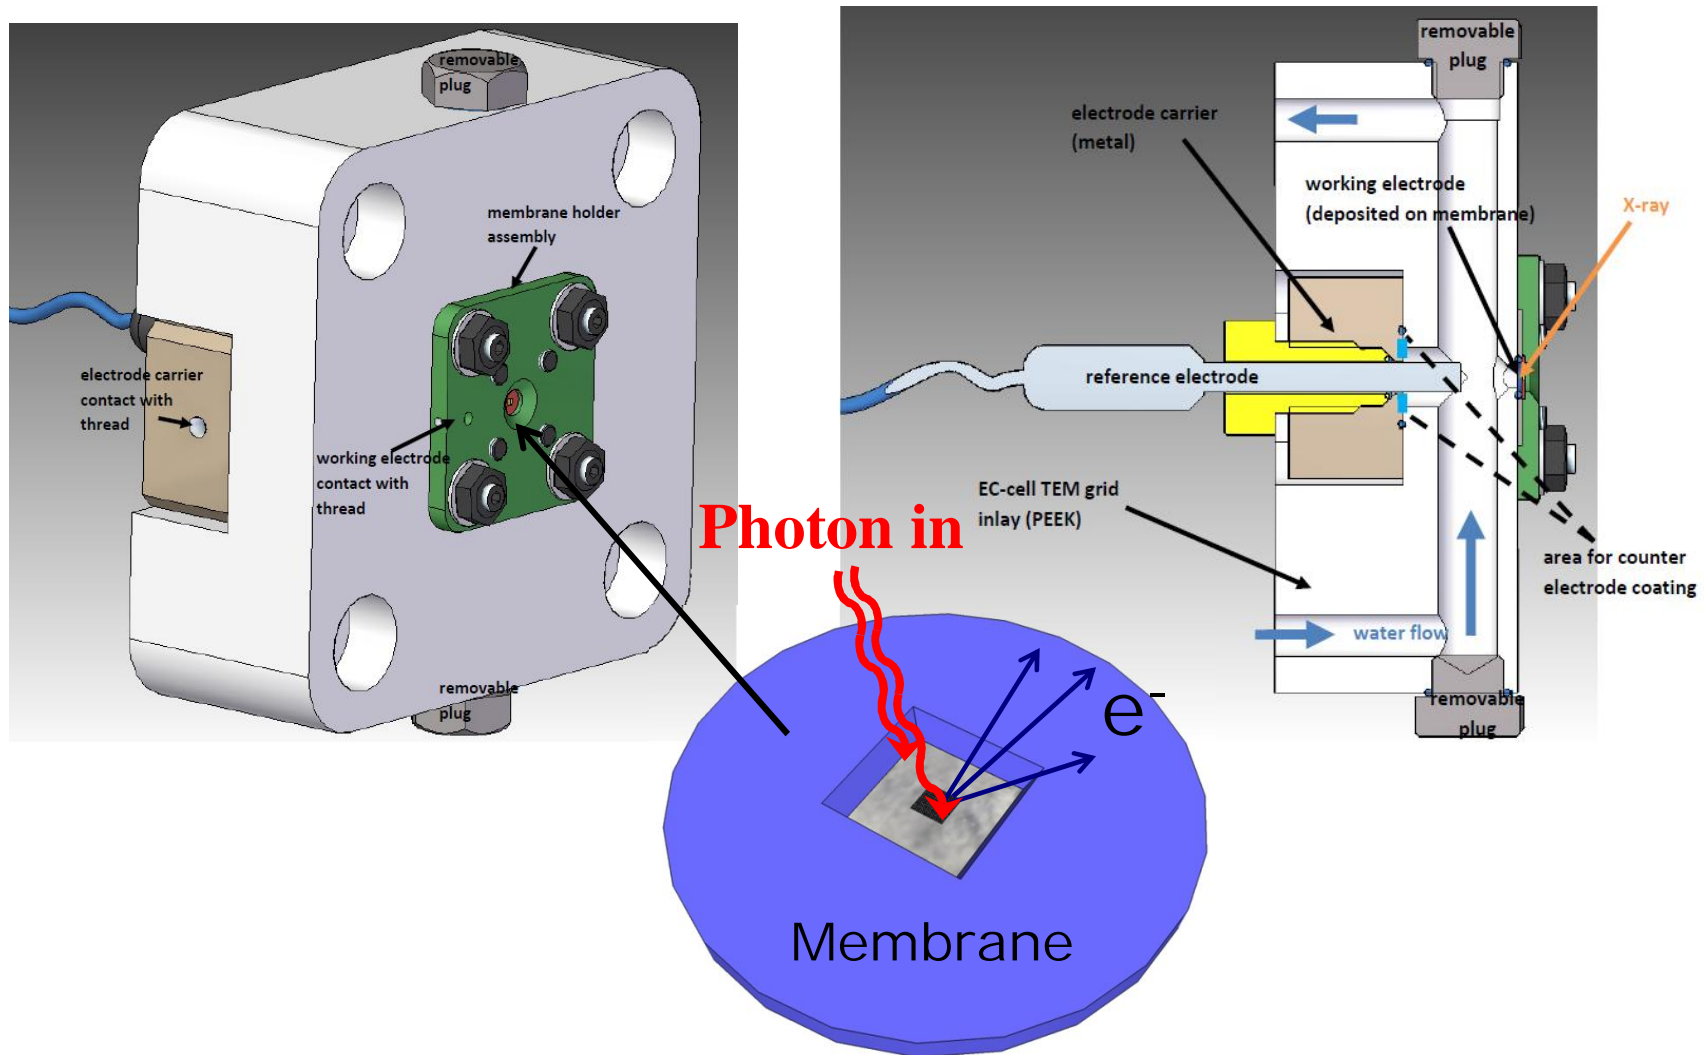 removable
plug
membrane holder
assembly
electrode carrier
contact with
thread
working electrode
contact with
thread
removable
plug
removable
plug
electrode carrier
(metal)
working electrode
(deposited on membrane)
X-ray
reference electrode
EC-cell TEM grid
inlay (PEEK)
area for counter
electrode coating
water flow
removable
plug
Photon in
e-
Membrane